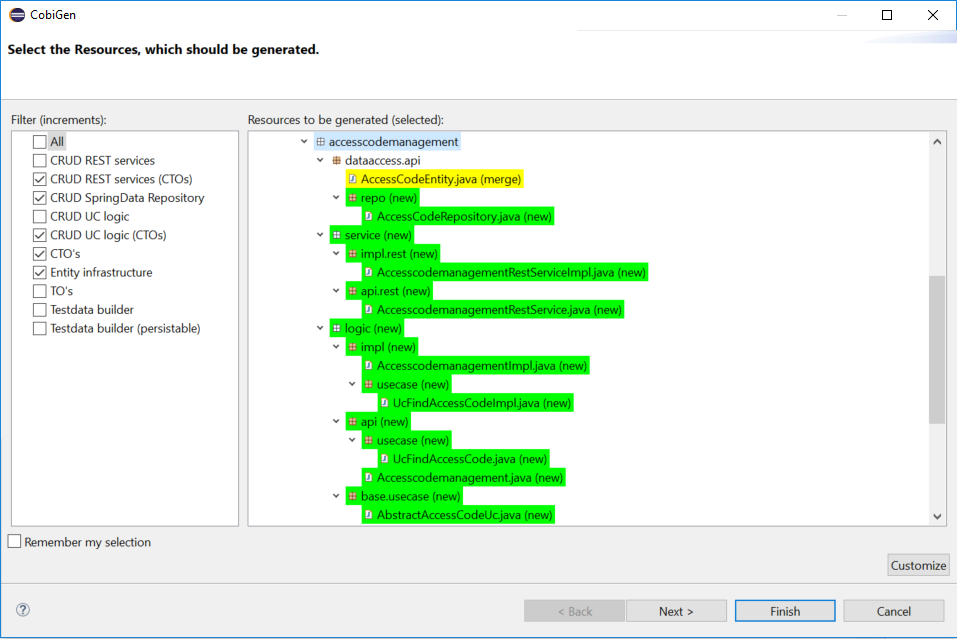 CobiGen
Select the Resources, which should be generated.
Filter (increments):
All
CRUD REST services
CRUD REST services (CTOs)
CRUD SpringData Repository
CRUD UC logic
CRUD UC logic (CTOs)
CTO's
Entity infrastructure
TO's
Testdata builder
Testdata builder (persistable)
Resources to be generated (selected):
accesscodemanagement
dataaccess.api
AccessCodeEntity.java (merge)
repo (new)
AccessCodeRepository.java (new)
service (new)
impl.rest (new)
AccesscodemanagementRestServiceImpl.java (new)
api.rest (new)
AccesscodemanagementRestService.java (new)
logic (new)
impl (new)
AccesscodemanagementImpl.java (new)
usecase (new)
UcFindAccessCodeImpl.java (new)
api (new)
usecase (new)
UcFindAccessCode.java (new)
Accesscodemanagement.java (new)
base.usecase (new)
AbstractAccessCodeUc.java (new)
Remember my selection
Customize
?
< Back
Next >
Finish
Cancel